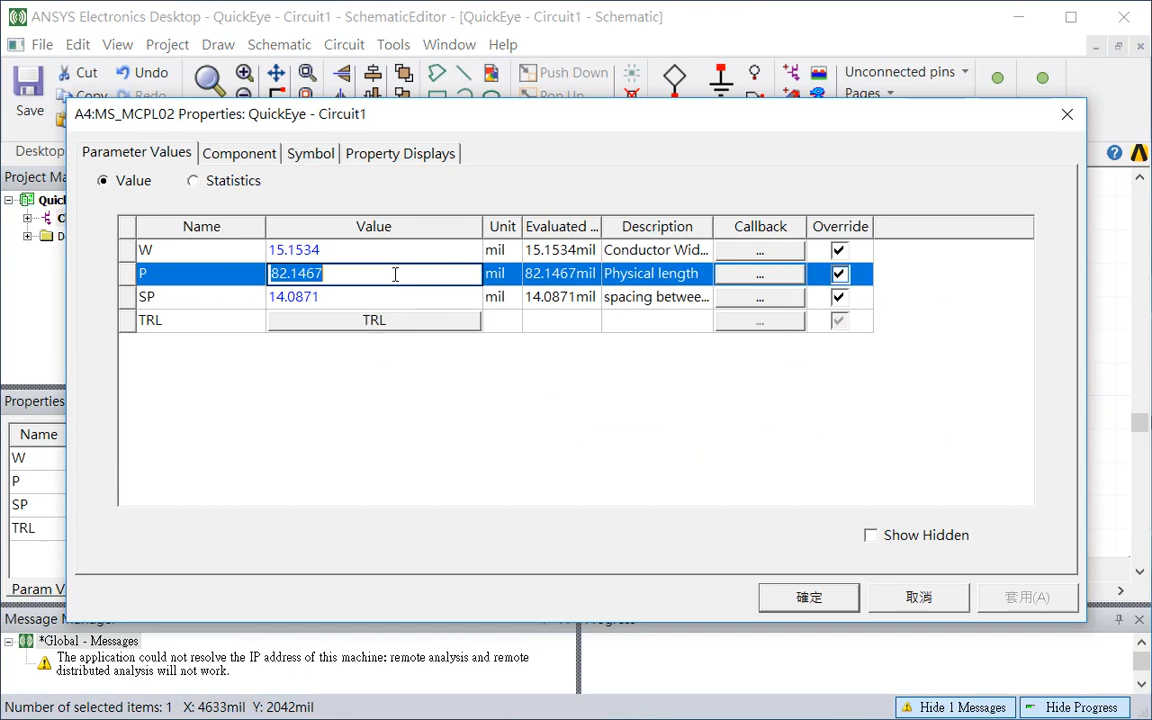 ANSYS Electronics Desktop - QuickEye - Circuit1 - SchematicEditor - [QuickEye - Circuit1 - Schematic]
File Edit View Project Draw Schematic Circuit Tools Window Help
Cut Undo Push Down Unconnected pins
Save Copy Pages
Desktop
A4:MS_MCPL02 Properties: QuickEye - Circuit1
Project Ma
Parameter Values Component Symbol Property Displays
Value Statistics
Name Value Unit Evaluated ... Description Callback Override
W 15.1534 mil 15.1534mil Conductor Wid... ...
P 82.1467 mil 82.1467mil Physical length ...
SP 14.0871 mil 14.0871mil spacing betwee... ...
TRL TRL ...
Properties
Name
W
P
SP
TRL
Show Hidden
Param V
確定 取消 套用(A)
*Global - Messages
The application could not resolve the IP address of this machine: remote analysis and remote
distributed analysis will not work.
Number of selected items: 1 X: 4633mil Y: 2042mil Hide 1 Messages Hide Progress